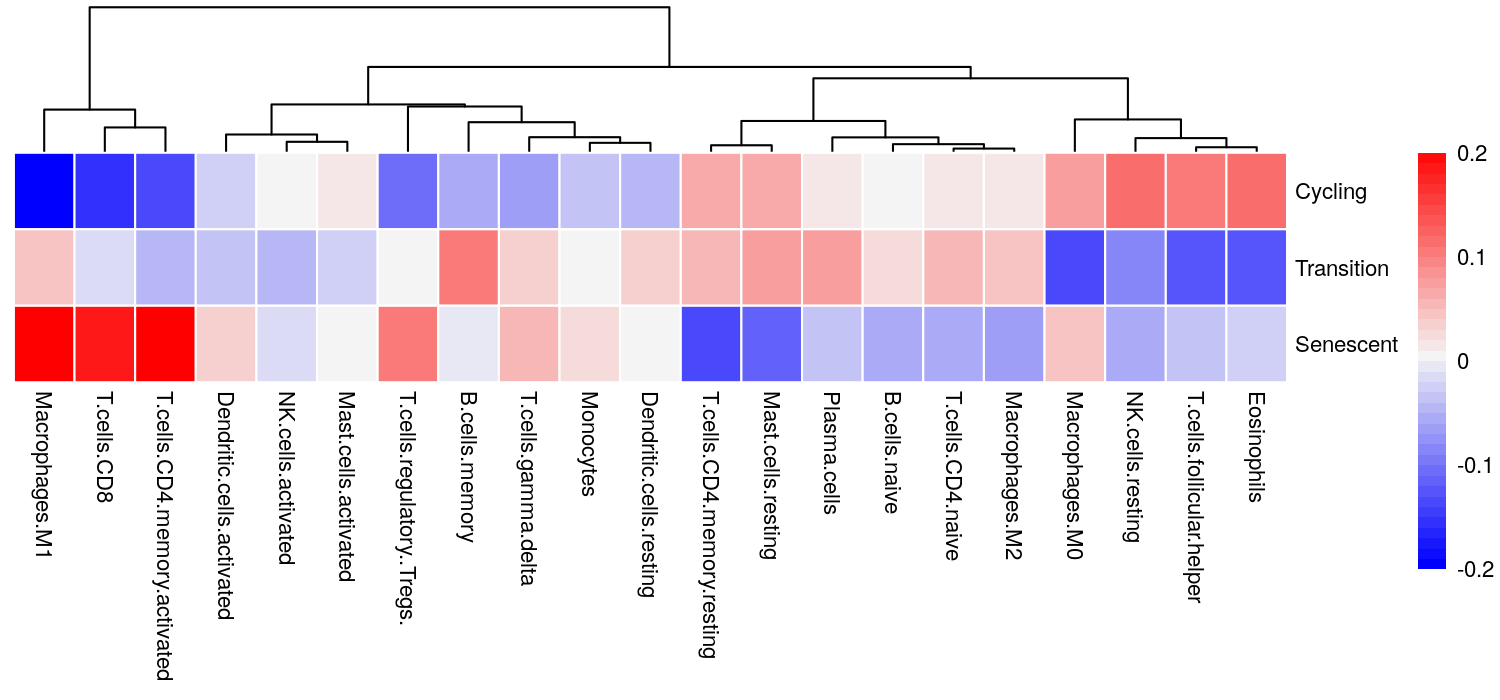 0.2
Cycling
0.1
Transition
0
Senescent
-0.1
-0.2
Macrophages.M1
T.cells.CD8
T.cells.CD4.memory.activated
Dendritic.cells.activated
NK.cells.activated
Mast.cells.activated
T.cells.regulatory..Tregs.
B.cells.memory
T.cells.gamma.delta
Monocytes
Dendritic.cells.resting
T.cells.CD4.memory.resting
Mast.cells.resting
Plasma.cells
B.cells.naive
T.cells.CD4.naive
Macrophages.M2
Macrophages.M0
NK.cells.resting
T.cells.follicular.helper
Eosinophils